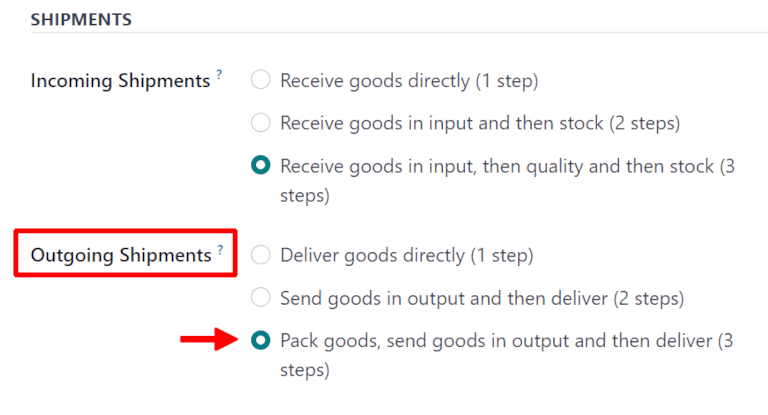 SHIPMENTS
Incoming Shipments ?
Receive goods directly (1 step)
Receive goods in input and then stock (2 steps)
Receive goods in input, then quality and then stock (3
steps)
Outgoing Shipments ?
Deliver goods directly (1 step)
Send goods in output and then deliver (2 steps)
Pack goods, send goods in output and then deliver (3
steps)